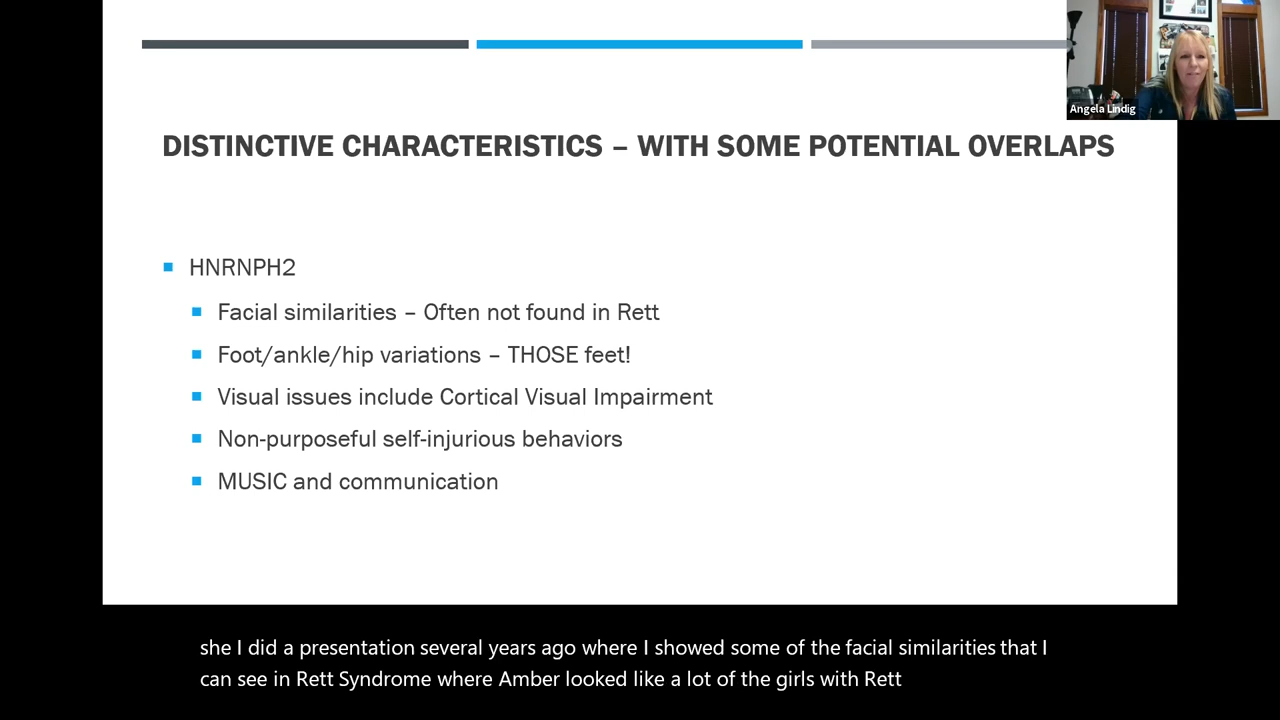 Angela Lindig
DISTINCTIVE CHARACTERISTICS – WITH SOME POTENTIAL OVERLAPS
HNRNPH2
Facial similarities – Often not found in Rett
Foot/ankle/hip variations – THOSE feet!
Visual issues include Cortical Visual Impairment
Non-purposeful self-injurious behaviors
MUSIC and communication
she I did a presentation several years ago where I showed some of the facial similarities that I
can see in Rett Syndrome where Amber looked like a lot of the girls with Rett